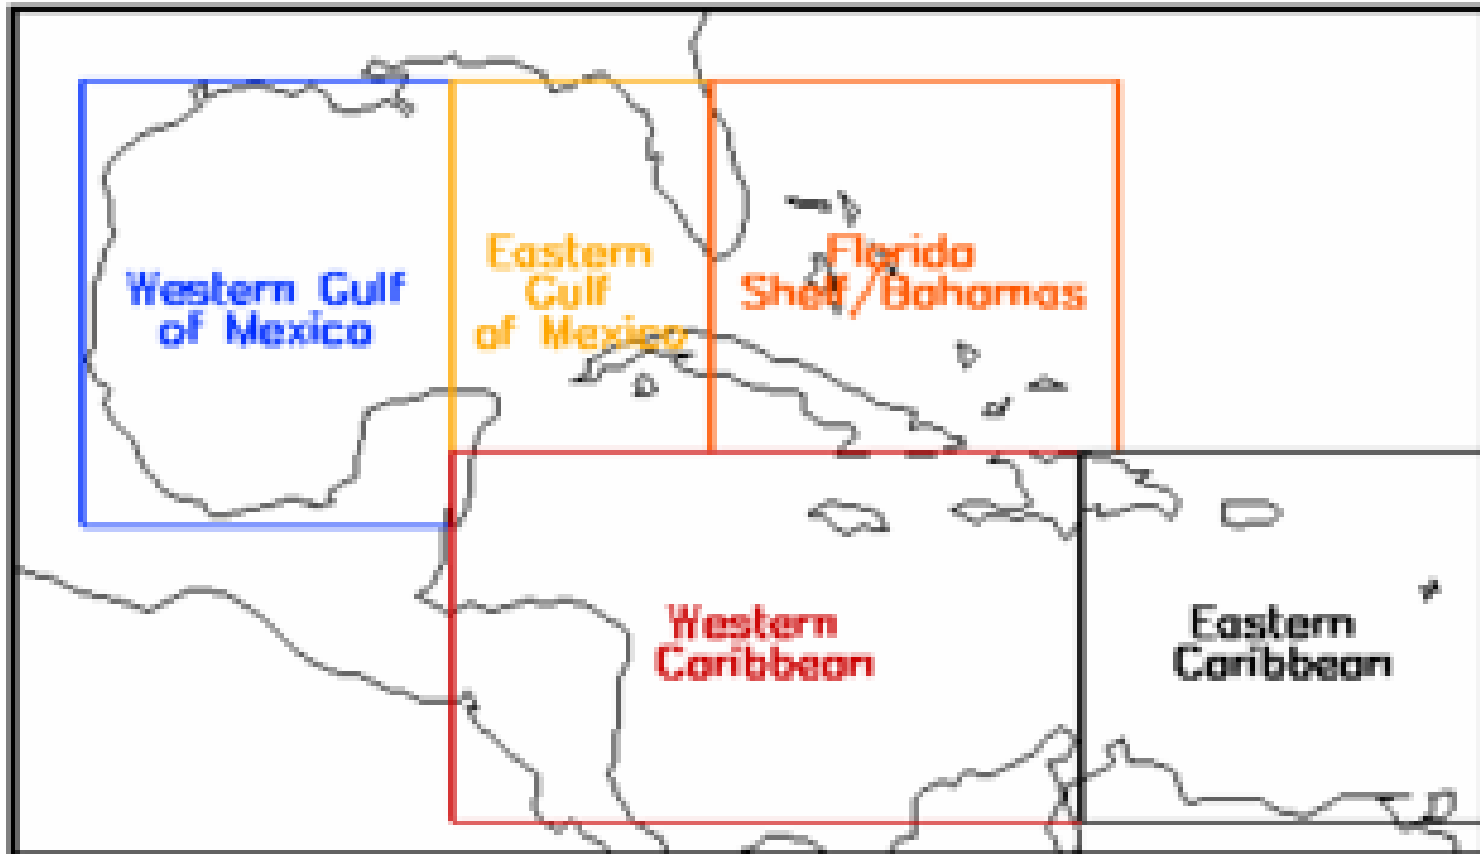 Western Gulf
of Mexico
Eastern
Gulf
of Mexico
Florida
Shelf/Bahamas
Western
Caribbean
Eastern
Caribbean